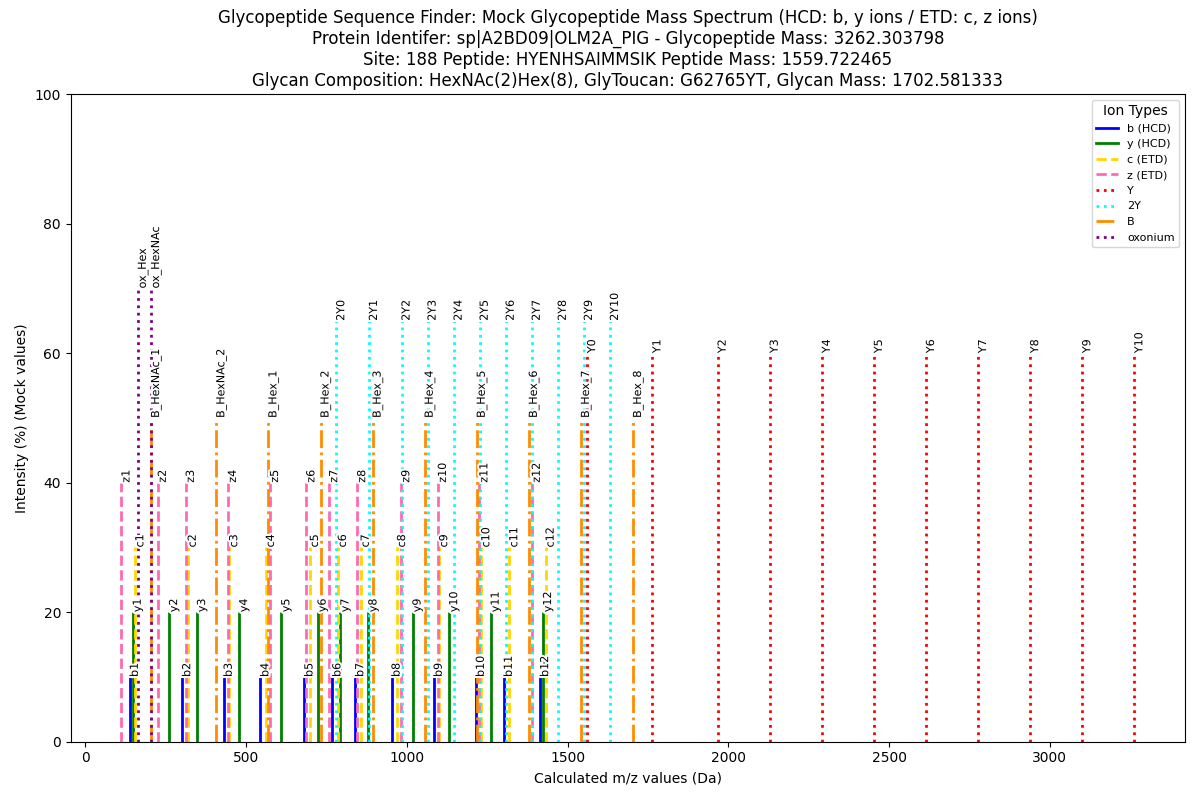 Glycopeptide Sequence Finder: Mock Glycopeptide Mass Spectrum (HCD: b, y ions / ETD: c, z ions)
Protein Identifer: sp|A2BD09|OLM2A_PIG - Glycopeptide Mass: 3262.303798
Site: 188 Peptide: HYENHSAIMMSIK Peptide Mass: 1559.722465
Glycan Composition: HexNAc(2)Hex(8), GlyToucan: G62765YT, Glycan Mass: 1702.581333
Intensity (%) (Mock values)
100
80
60
40
20
0
Ion Types
b (HCD)
y (HCD)
c (ETD)
z (ETD)
Y
2Y
B
oxonium
ox_Hex
ox_HexNAc
2Y0
2Y1
2Y2
2Y3
2Y4
2Y5
2Y6
2Y7
2Y8
2Y9
2Y10
Y0
Y1
Y2
Y3
Y4
Y5
Y6
Y7
Y8
Y9
Y10
B_HexNAc_1
B_HexNAc_2
B_Hex_1
B_Hex_2
B_Hex_3
B_Hex_4
B_Hex_5
B_Hex_6
B_Hex_7
B_Hex_8
z1
z2
z3
z4
z5
z6
z7
z8
z9
z10
z11
z12
c1
c2
c3
c4
c5
c6
c7
c8
c9
c10
c11
c12
y1
y2
y3
y4
y5
y6
y7
y8
y9
y10
y11
y12
b1
b2
b3
b4
b5
b6
b7
b8
b9
b10
b11
b12
0
500
1000
1500
2000
2500
3000
Calculated m/z values (Da)